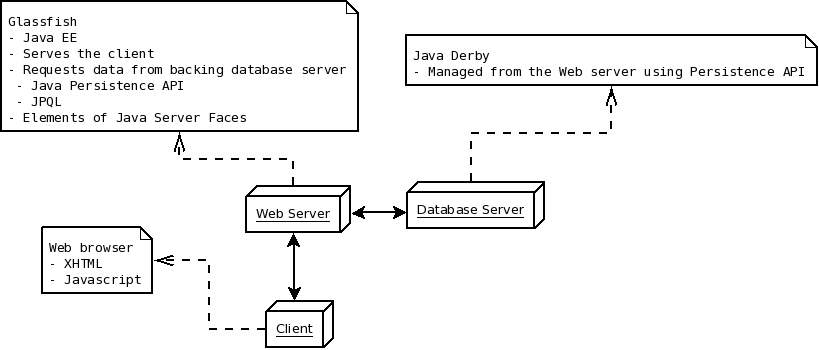 Glassfish
- Java EE
- Serves the client
- Requests data from backing database server
- Java Persistence API
- JPQL
- Elements of Java Server Faces
Java Derby
- Managed from the Web server using Persistence API
Web Server
Database Server
Web browser
- XHTML
- Javascript
Client